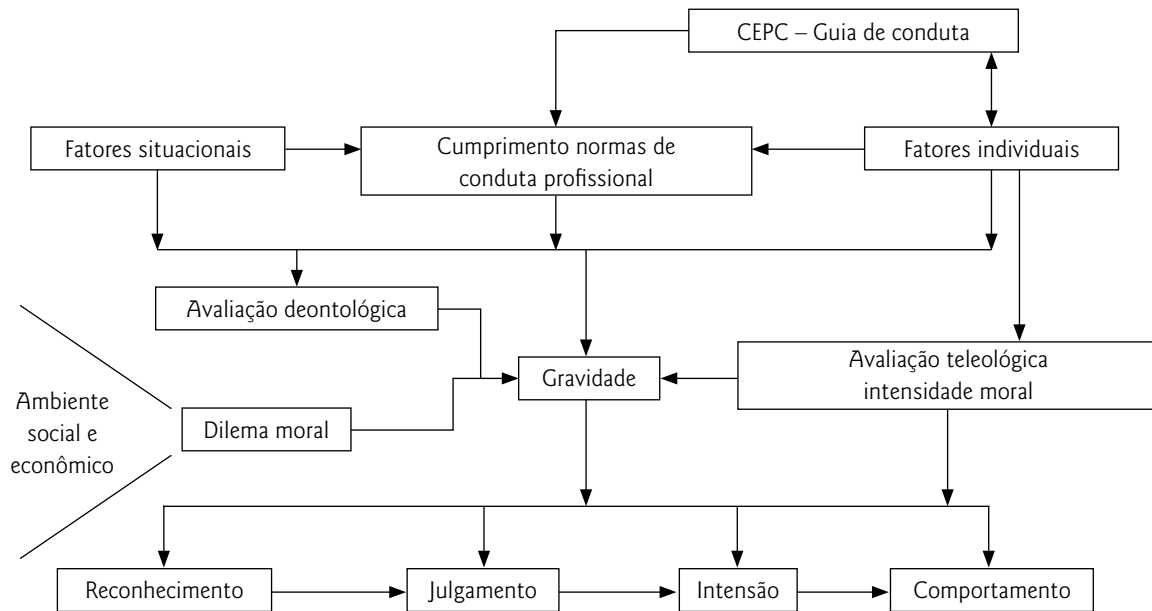 CEPC – Guia de conduta
Fatores situacionais
Cumprimento normas de
conduta profissional
Fatores individuais
Avaliação deontológica
Gravidade
Avaliação teleológica
intensidade moral
Ambiente
social e
econômico
Dilema moral
Reconhecimento
Julgamento
Intensão
Comportamento